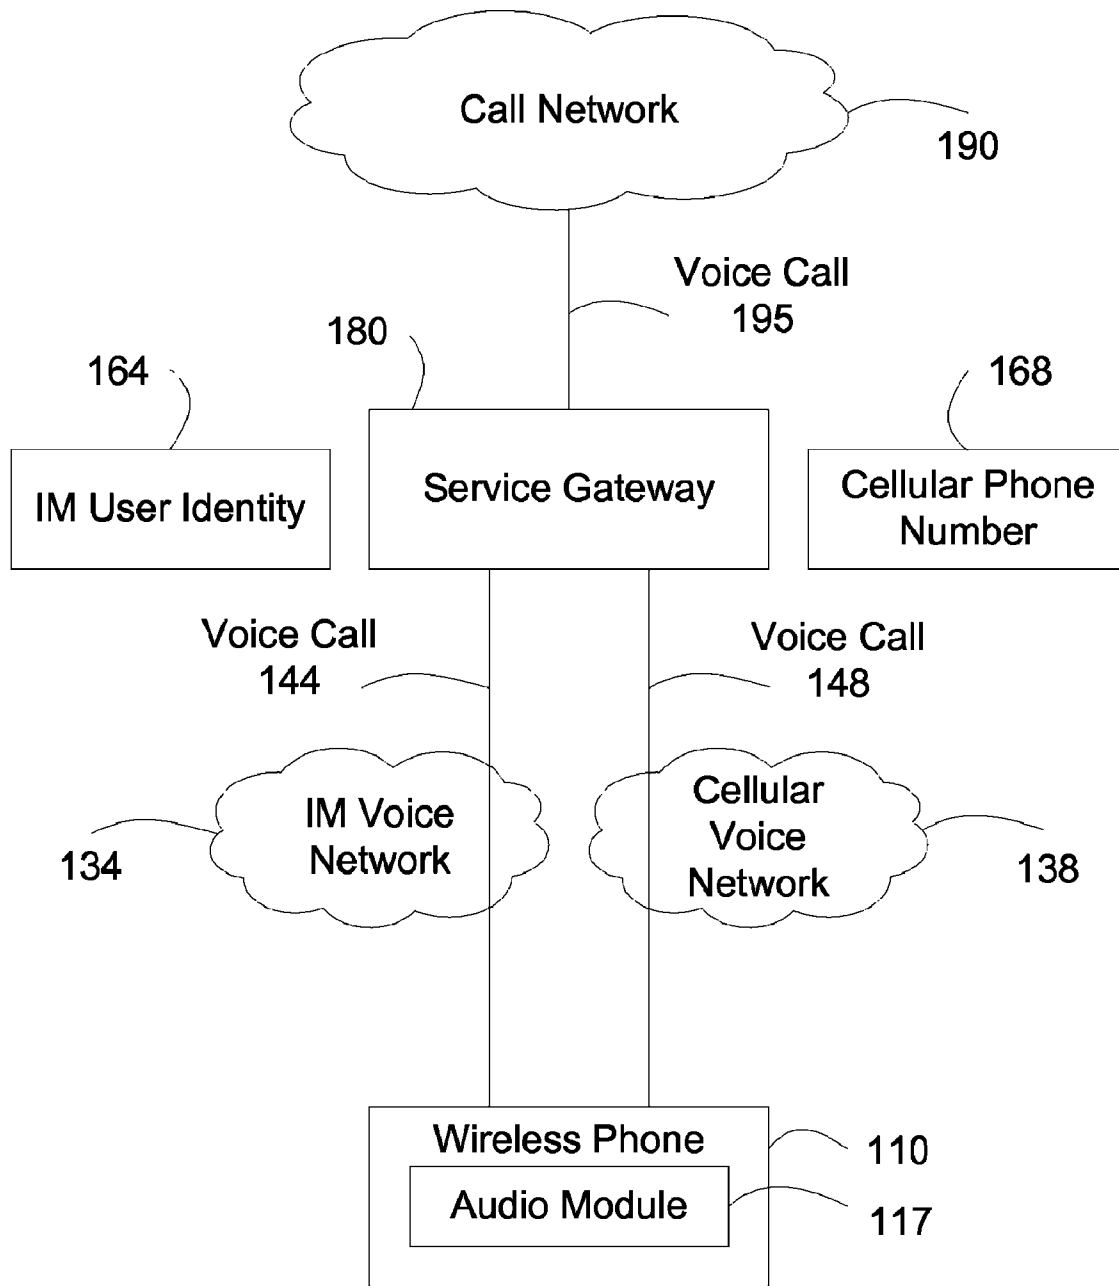 Call Network
190
Voice Call
195
180
164
168
IM User Identity
Service Gateway
Cellular Phone
Number
Voice Call
144
Voice Call
148
IM Voice
Network
Cellular
Voice
Network
134
138
Wireless Phone
110
Audio Module
117